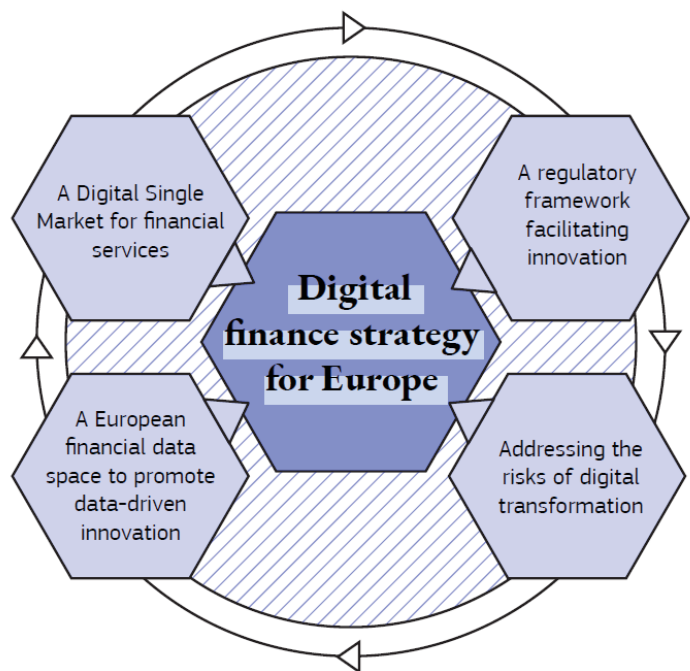 A Digital Single
Market for financial
services
A regulatory
framework
facilitating
innovation
Digital
finance strategy
for Europe
A European
financial data
space to promote
data-driven
innovation
Addressing the
risks of digital
transformation